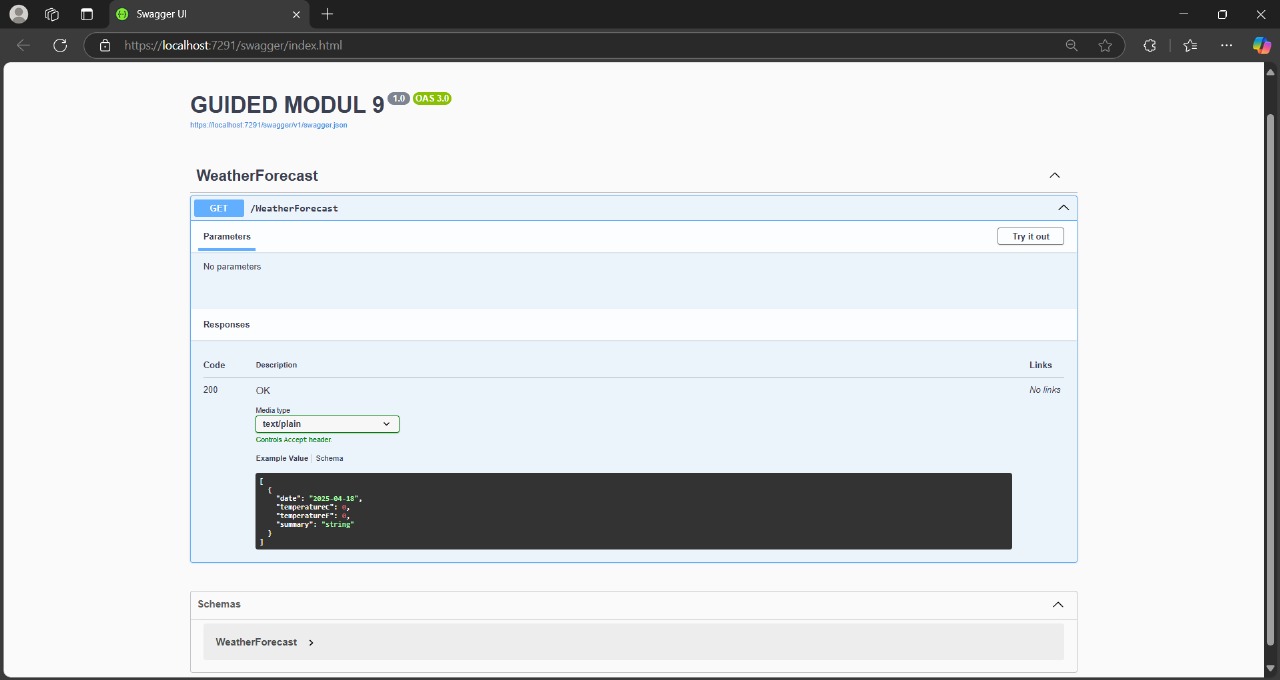 Swagger UI
https://localhost:7291/swagger/index.html
GUIDED MODUL 9 1.0 OAS 3.0
https://localhost:7291/swagger/v1/swagger.json
WeatherForecast
GET /WeatherForecast
Parameters Try it out
No parameters
Responses
Code Description Links
200 OK No links
Media type
text/plain
Controls Accept header.
Example Value Schema
[
{
"date": "2025-04-18",
"temperatureC": 0,
"temperatureF": 0,
"summary": "string"
}
]
Schemas
WeatherForecast